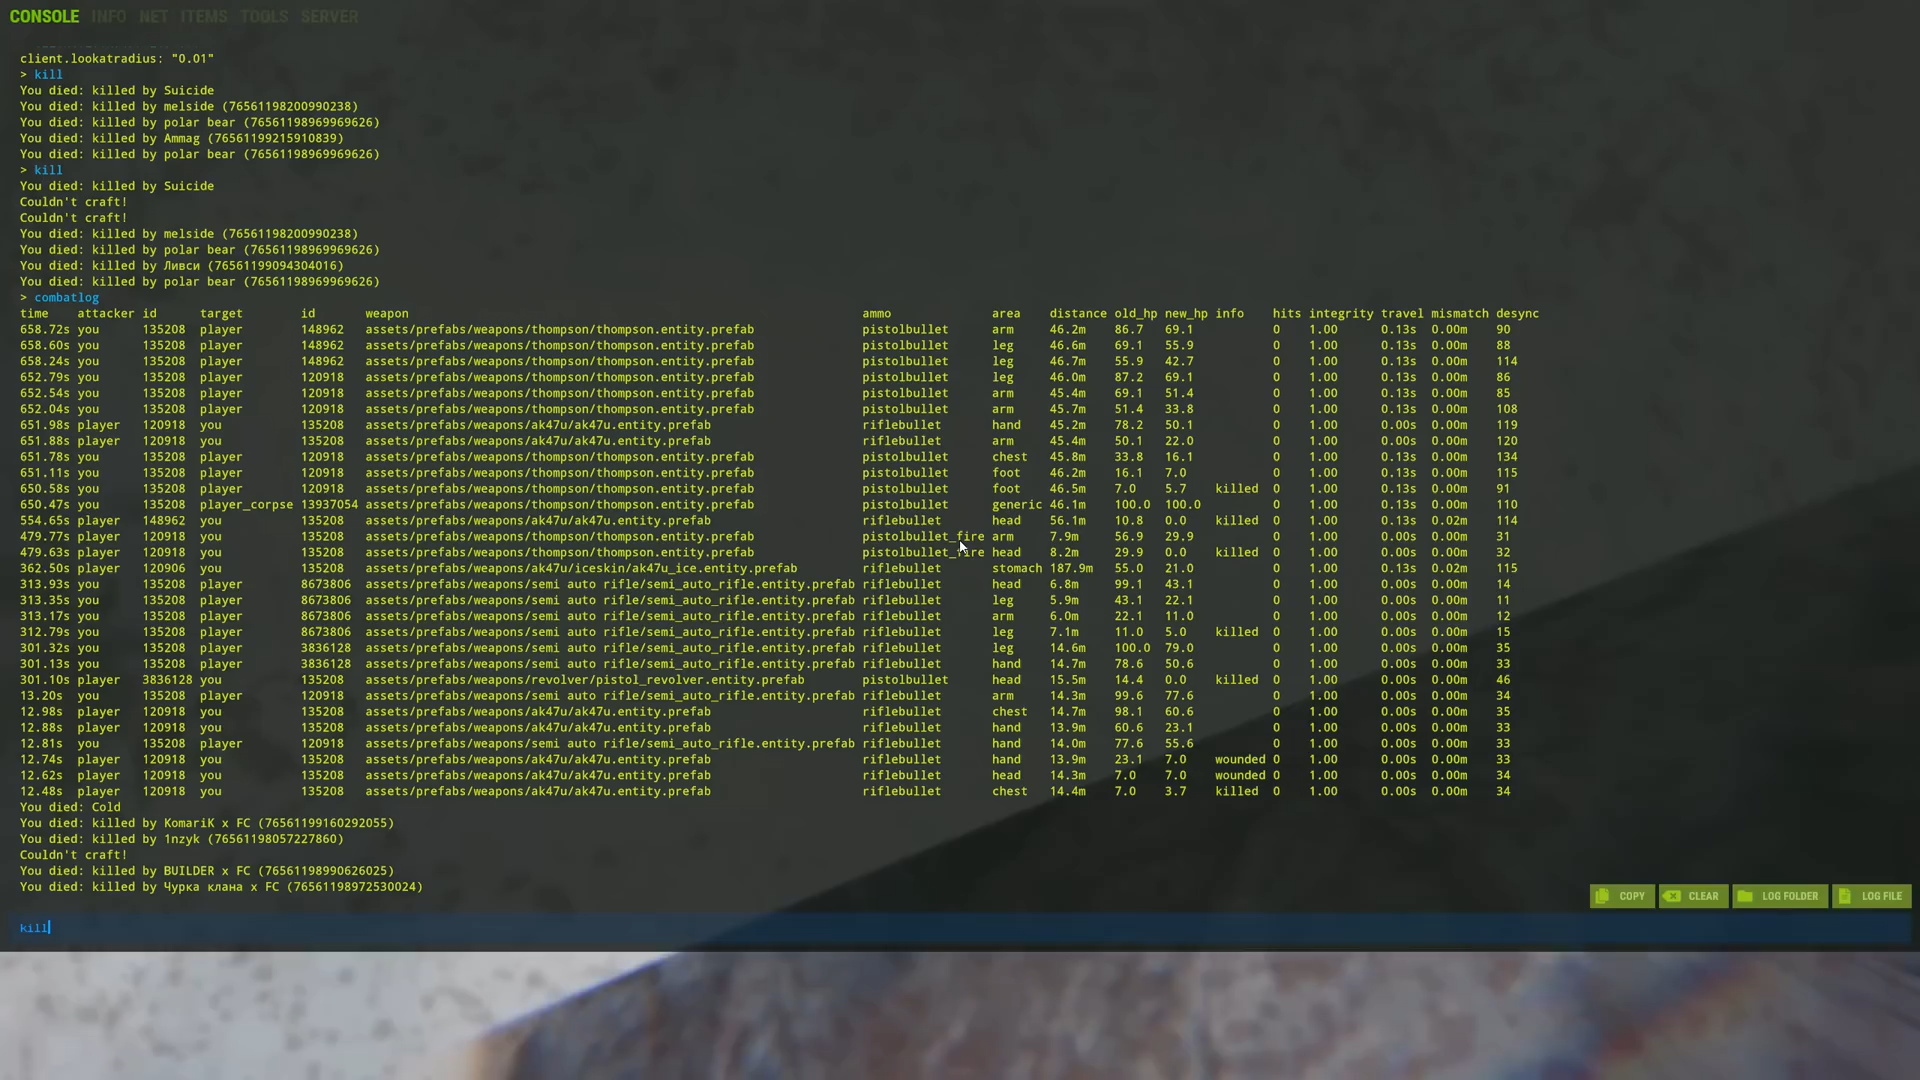 CONSOLE INFO NET ITEMS TOOLS SERVER
client.lookatradius: "0.01"
> kill
You died: killed by Suicide
You died: killed by melside (76561198200990238)
You died: killed by polar bear (76561198969969626)
You died: killed by Ammag (76561199215910839)
You died: killed by polar bear (76561198969969626)
> kill
You died: killed by Suicide
Couldn't craft!
Couldn't craft!
You died: killed by melside (76561198200990238)
You died: killed by polar bear (76561198969969626)
You died: killed by Ливси (76561199094304016)
You died: killed by polar bear (76561198969969626)
> combatlog
time attacker id target id weapon ammo area distance old_hp new_hp info hits integrity travel mismatch desync
658.72s you 135208 player 148962 assets/prefabs/weapons/thompson/thompson.entity.prefab pistolbullet arm 46.2m 86.7 69.1 0 1.00 0.13s 0.00m 90
658.60s you 135208 player 148962 assets/prefabs/weapons/thompson/thompson.entity.prefab pistolbullet leg 46.6m 69.1 55.9 0 1.00 0.13s 0.00m 88
658.24s you 135208 player 148962 assets/prefabs/weapons/thompson/thompson.entity.prefab pistolbullet leg 46.7m 55.9 42.7 0 1.00 0.13s 0.00m 114
652.79s you 135208 player 120918 assets/prefabs/weapons/thompson/thompson.entity.prefab pistolbullet leg 46.0m 87.2 69.1 0 1.00 0.13s 0.00m 86
652.54s you 135208 player 120918 assets/prefabs/weapons/thompson/thompson.entity.prefab pistolbullet arm 45.4m 69.1 51.4 0 1.00 0.13s 0.00m 85
652.04s you 135208 player 120918 assets/prefabs/weapons/thompson/thompson.entity.prefab pistolbullet arm 45.7m 51.4 33.8 0 1.00 0.13s 0.00m 108
651.98s player 120918 you 135208 assets/prefabs/weapons/ak47u/ak47u.entity.prefab riflebullet hand 45.2m 78.2 50.1 0 1.00 0.00s 0.00m 119
651.88s player 120918 you 135208 assets/prefabs/weapons/ak47u/ak47u.entity.prefab riflebullet arm 45.4m 50.1 22.0 0 1.00 0.00s 0.00m 120
651.78s you 135208 player 120918 assets/prefabs/weapons/thompson/thompson.entity.prefab pistolbullet chest 45.8m 33.8 16.1 0 1.00 0.13s 0.00m 134
651.11s you 135208 player 120918 assets/prefabs/weapons/thompson/thompson.entity.prefab pistolbullet foot 46.2m 16.1 7.0 0 1.00 0.13s 0.00m 115
650.58s you 135208 player 120918 assets/prefabs/weapons/thompson/thompson.entity.prefab pistolbullet foot 46.5m 7.0 5.7 killed 0 1.00 0.13s 0.00m 91
650.47s you 135208 player_corpse 13937054 assets/prefabs/weapons/thompson/thompson.entity.prefab pistolbullet generic 46.1m 100.0 100.0 0 1.00 0.13s 0.00m 110
554.65s player 148962 you 135208 assets/prefabs/weapons/ak47u/ak47u.entity.prefab riflebullet head 56.1m 10.8 0.0 killed 0 1.00 0.13s 0.02m 114
479.77s player 120918 you 135208 assets/prefabs/weapons/thompson/thompson.entity.prefab pistolbullet_fire arm 7.9m 56.9 29.9 0 1.00 0.00s 0.00m 31
479.63s player 120918 you 135208 assets/prefabs/weapons/thompson/thompson.entity.prefab pistolbullet_fire head 8.2m 29.9 0.0 killed 0 1.00 0.00s 0.00m 32
362.50s player 120906 you 135208 assets/prefabs/weapons/ak47u/iceskin/ak47u_ice.entity.prefab riflebullet stomach 187.9m 55.0 21.0 0 1.00 0.13s 0.02m 115
313.93s you 135208 player 8673806 assets/prefabs/weapons/semi auto rifle/semi_auto_rifle.entity.prefab riflebullet head 6.8m 99.1 43.1 0 1.00 0.00s 0.00m 14
313.35s you 135208 player 8673806 assets/prefabs/weapons/semi auto rifle/semi_auto_rifle.entity.prefab riflebullet leg 5.9m 43.1 22.1 0 1.00 0.00s 0.00m 11
313.17s you 135208 player 8673806 assets/prefabs/weapons/semi auto rifle/semi_auto_rifle.entity.prefab riflebullet arm 6.0m 22.1 11.0 0 1.00 0.00s 0.00m 12
312.79s you 135208 player 8673806 assets/prefabs/weapons/semi auto rifle/semi_auto_rifle.entity.prefab riflebullet leg 7.1m 11.0 5.0 killed 0 1.00 0.00s 0.00m 15
301.32s you 135208 player 3836128 assets/prefabs/weapons/semi auto rifle/semi_auto_rifle.entity.prefab riflebullet leg 14.6m 100.0 79.0 0 1.00 0.00s 0.00m 35
301.13s you 135208 player 3836128 assets/prefabs/weapons/semi auto rifle/semi_auto_rifle.entity.prefab riflebullet hand 14.7m 78.6 50.6 0 1.00 0.00s 0.00m 33
301.10s player 3836128 you 135208 assets/prefabs/weapons/revolver/pistol_revolver.entity.prefab pistolbullet head 15.5m 14.4 0.0 killed 0 1.00 0.00s 0.00m 46
13.20s you 135208 player 120918 assets/prefabs/weapons/semi auto rifle/semi_auto_rifle.entity.prefab riflebullet arm 14.3m 99.6 77.6 0 1.00 0.00s 0.00m 34
12.98s player 120918 you 135208 assets/prefabs/weapons/ak47u/ak47u.entity.prefab riflebullet chest 14.7m 98.1 60.6 0 1.00 0.00s 0.00m 35
12.88s player 120918 you 135208 assets/prefabs/weapons/ak47u/ak47u.entity.prefab riflebullet hand 13.9m 60.6 23.1 0 1.00 0.00s 0.00m 33
12.81s you 135208 player 120918 assets/prefabs/weapons/semi auto rifle/semi_auto_rifle.entity.prefab riflebullet hand 14.0m 77.6 55.6 0 1.00 0.00s 0.00m 33
12.74s player 120918 you 135208 assets/prefabs/weapons/ak47u/ak47u.entity.prefab riflebullet hand 13.9m 23.1 7.0 wounded 0 1.00 0.00s 0.00m 33
12.62s player 120918 you 135208 assets/prefabs/weapons/ak47u/ak47u.entity.prefab riflebullet head 14.3m 7.0 7.0 wounded 0 1.00 0.00s 0.00m 34
12.48s player 120918 you 135208 assets/prefabs/weapons/ak47u/ak47u.entity.prefab riflebullet chest 14.4m 7.0 3.7 killed 0 1.00 0.00s 0.00m 34
You died: Cold
You died: killed by KomariK x FC (76561199160292055)
You died: killed by 1nzyk (76561198057227860)
Couldn't craft!
You died: killed by BUILDER x FC (76561198990626025)
You died: killed by Чурка клана x FC (76561198972530024)
COPY CLEAR LOG FOLDER LOG FILE
kill